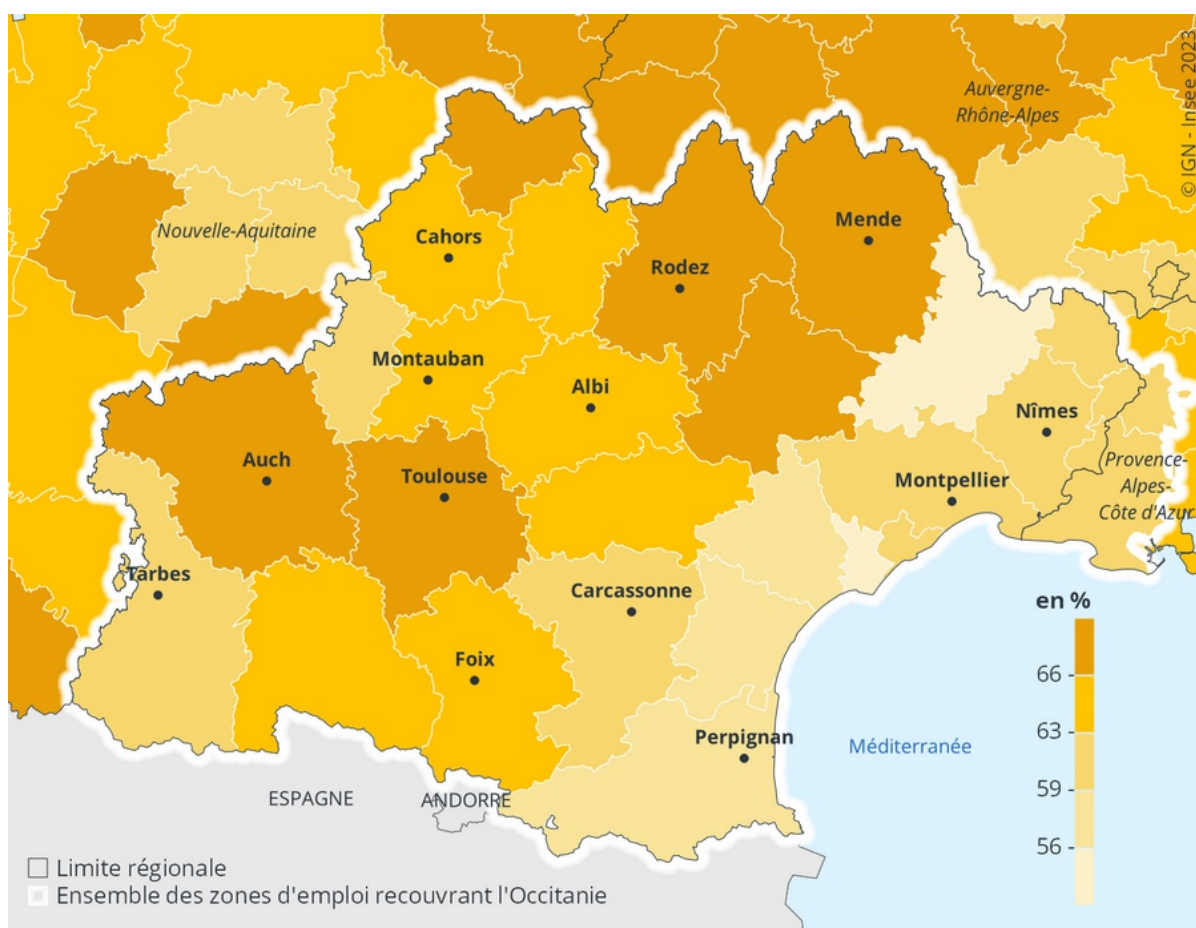 © IGN - Insee 2023
Auvergne-
Rhône-Alpes
Nouvelle-Aquitaine
Cahors
Mende
Rodez
Montauban
Albi
Nîmes
Auch
Toulouse
Montpellier
Provence-
Alpes-
Côte d'Azur
Tarbes
Carcassonne
Foix
Perpignan
Méditerranée
ESPAGNE
ANDORRE
en %
66
63
59
56
Limite régionale
Ensemble des zones d'emploi recouvrant l'Occitanie